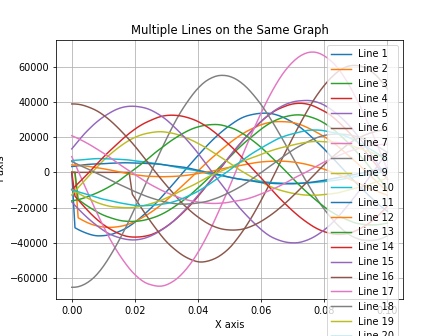 Multiple Lines on the Same Graph
60000
40000
20000
0
−20000
−40000
−60000
0.00
0.02
0.04
0.06
X axis
Line 1
Line 2
Line 3
Line 4
Line 5
Line 6
Line 7
Line 8
Line 9
Line 10
Line 11
Line 12
Line 13
Line 14
Line 15
Line 16
Line 17
Line 18
Line 19
Line 20